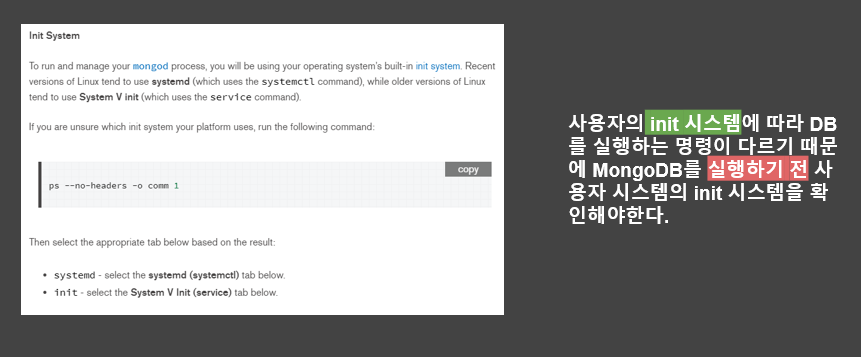 Init System
To run and manage your mongod process, you will be using your operating system's built-in init system. Recent
versions of Linux tend to use systemd (which uses the systemctl command), while older versions of Linux
tend to use System V init (which uses the service command).
If you are unsure which init system your platform uses, run the following command:
copy
ps --no-headers -o comm 1
Then select the appropriate tab below based on the result:
• systemd - select the systemd (systemctl) tab below.
• init - select the System V Init (service) tab below.
사용자의 init 시스템에 따라 DB
를 실행하는 명령이 다르기 때문
에 MongoDB를 실행하기 전 사
용자 시스템의 init 시스템을 확
인해야한다.